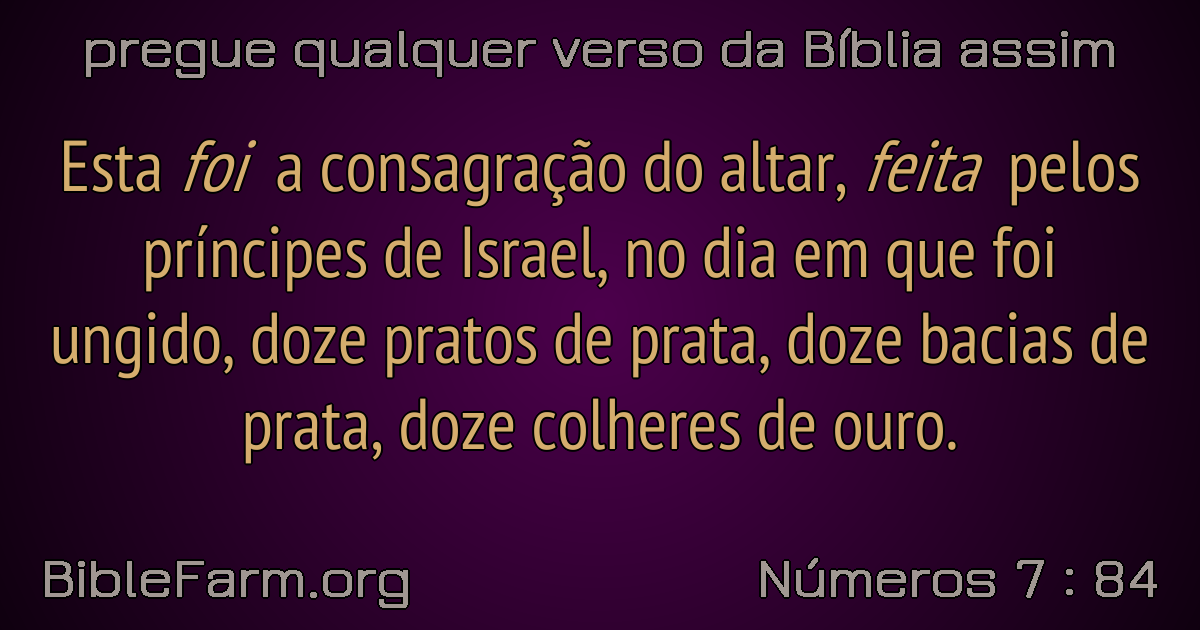 pregue qualquer verso da Bíblia assim
Esta foi a consagração do altar, feita pelos
príncipes de Israel, no dia em que foi
ungido, doze pratos de prata, doze bacias de
prata, doze colheres de ouro.
BibleFarm.org
Números 7 : 84